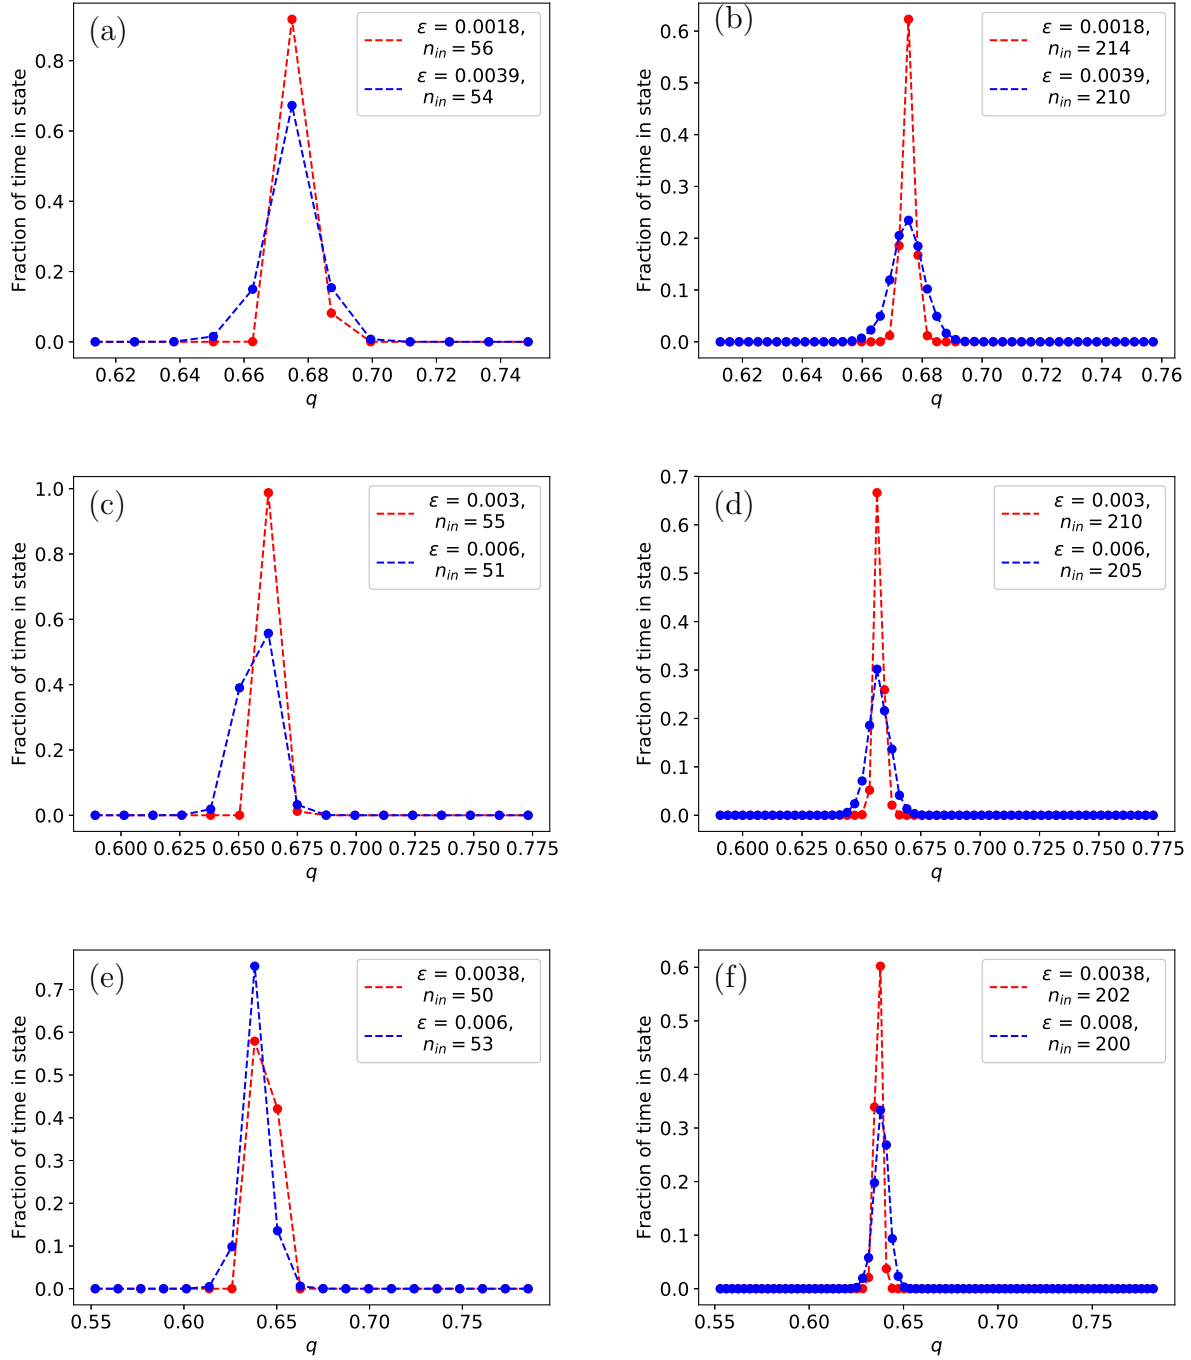 (a)
ε = 0.0018,
n_in = 56
ε = 0.0039,
n_in = 54
Fraction of time in state
0.8
0.6
0.4
0.2
0.0
0.62 0.64 0.66 0.68 0.70 0.72 0.74
q
(b)
ε = 0.0018,
n_in = 214
ε = 0.0039,
n_in = 210
Fraction of time in state
0.6
0.5
0.4
0.3
0.2
0.1
0.0
0.62 0.64 0.66 0.68 0.70 0.72 0.74 0.76
q
(c)
ε = 0.003,
n_in = 55
ε = 0.006,
n_in = 51
Fraction of time in state
1.0
0.8
0.6
0.4
0.2
0.0
0.600 0.625 0.650 0.675 0.700 0.725 0.750 0.775
q
(d)
ε = 0.003,
n_in = 210
ε = 0.006,
n_in = 205
Fraction of time in state
0.7
0.6
0.5
0.4
0.3
0.2
0.1
0.0
0.600 0.625 0.650 0.675 0.700 0.725 0.750 0.775
q
(e)
ε = 0.0038,
n_in = 50
ε = 0.006,
n_in = 53
Fraction of time in state
0.7
0.6
0.5
0.4
0.3
0.2
0.1
0.0
0.55 0.60 0.65 0.70 0.75
q
(f)
ε = 0.0038,
n_in = 202
ε = 0.008,
n_in = 200
Fraction of time in state
0.6
0.5
0.4
0.3
0.2
0.1
0.0
0.55 0.60 0.65 0.70 0.75
q